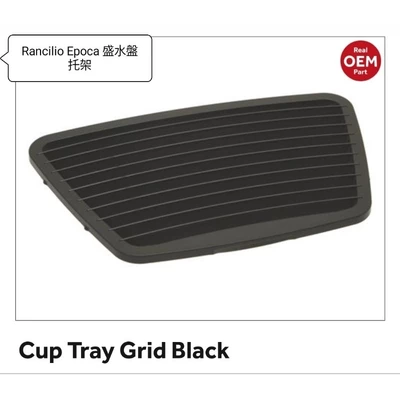 Rancilio Epoca 盛水盤
托架
Real
OEM
Part
Cup Tray Grid Black